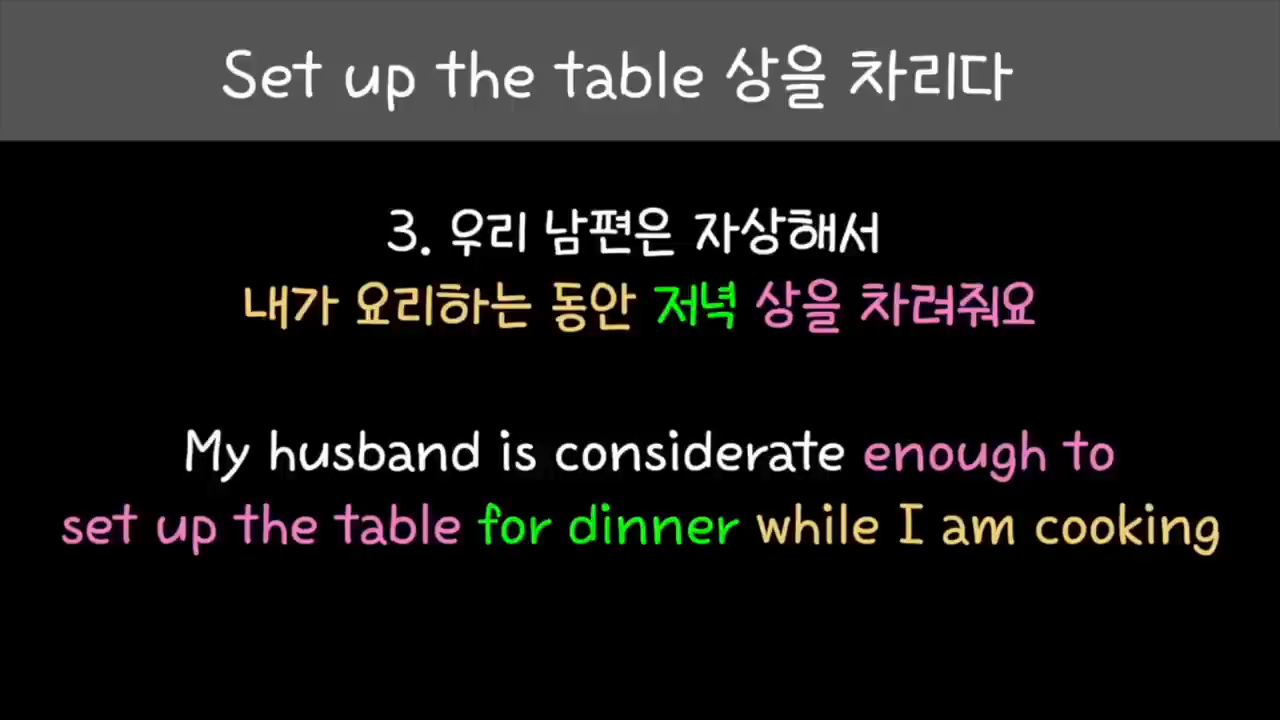 Set up the table 상을 차리다
3. 우리 남편은 자상해서
내가 요리하는 동안 저녁 상을 차려줘요
My husband is considerate enough to
set up the table for dinner while I am cooking